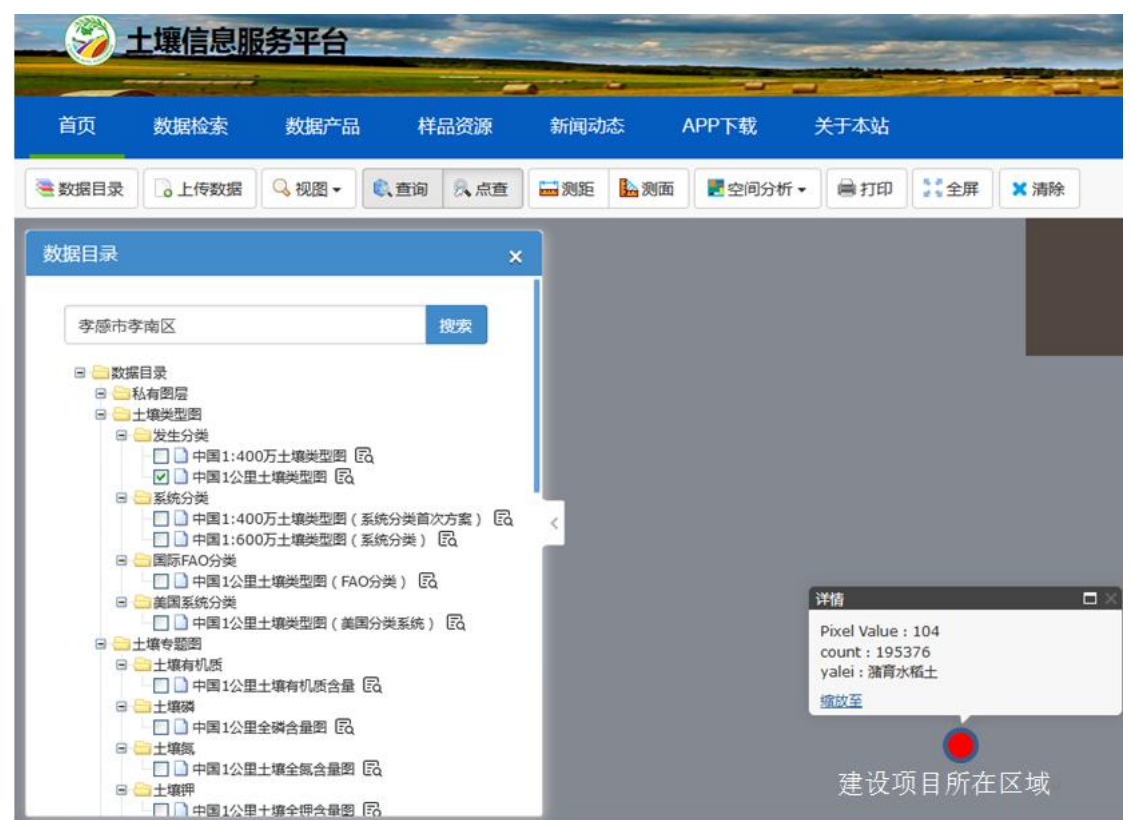 土壤信息服务平台
首页 数据检索 数据产品 样品资源 新闻动态 APP下载 关于本站
数据目录 上传数据 视图 查询 点查 测距 测面 空间分析 打印 全屏 清除
数据目录
孝感市孝南区 搜索
数据目录
私有图层
土壤类型图
发生分类
中国1:400万土壤类型图
中国1公里土壤类型图
系统分类
中国1:400万土壤类型图（系统分类首次方案）
中国1:600万土壤类型图（系统分类）
国际FAO分类
中国1公里土壤类型图（FAO分类）
美国系统分类
中国1公里土壤类型图（美国分类系统）
土壤专题图
土壤有机质
中国1公里土壤有机质含量
土壤磷
中国1公里全磷含量图
土壤氮
中国1公里土壤全氮含量图
土壤钾
中国1公里土壤全钾含量图
详情
Pixel Value : 104
count : 195376
yalei : 潴育水稻土
缩放至
建设项目所在区域